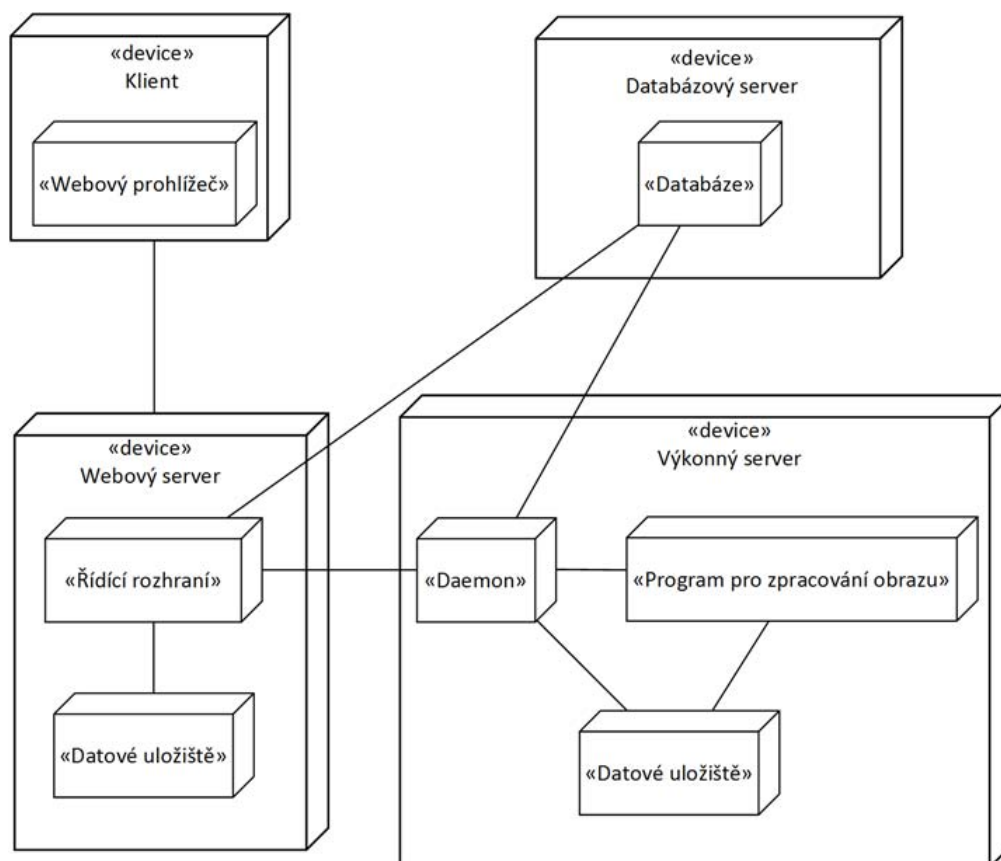 «device»
Klient
«Webový prohlížeč»
«device»
Databázový server
«Databáze»
«device»
Webový server
«Řídící rozhraní»
«Datové uložiště»
«device»
Výkonný server
«Daemon»
«Program pro zpracování obrazu»
«Datové uložiště»